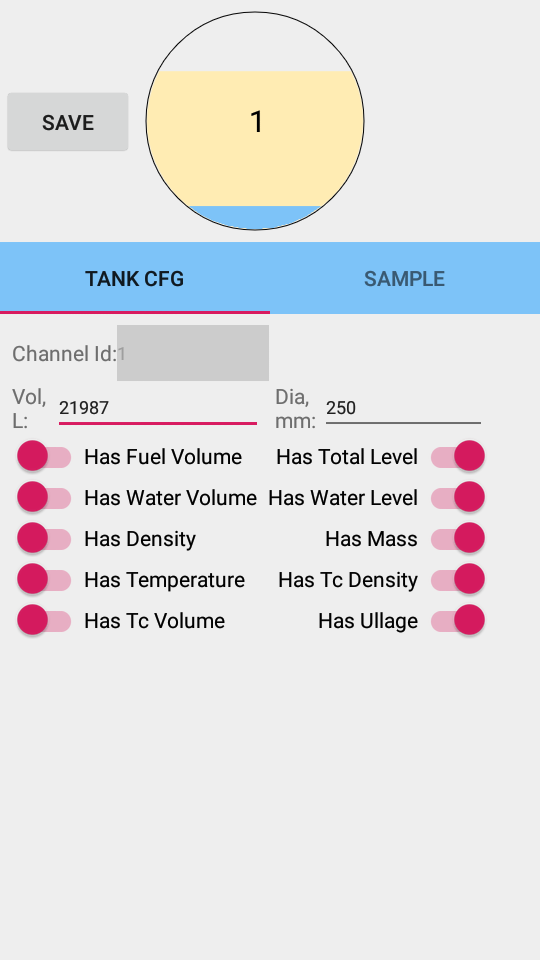 SAVE
1
TANK CFG
SAMPLE
Channel Id:
1
Vol, L:
21987
Dia, mm:
250
Has Fuel Volume
Has Total Level
Has Water Volume
Has Water Level
Has Density
Has Mass
Has Temperature
Has Tc Density
Has Tc Volume
Has Ullage